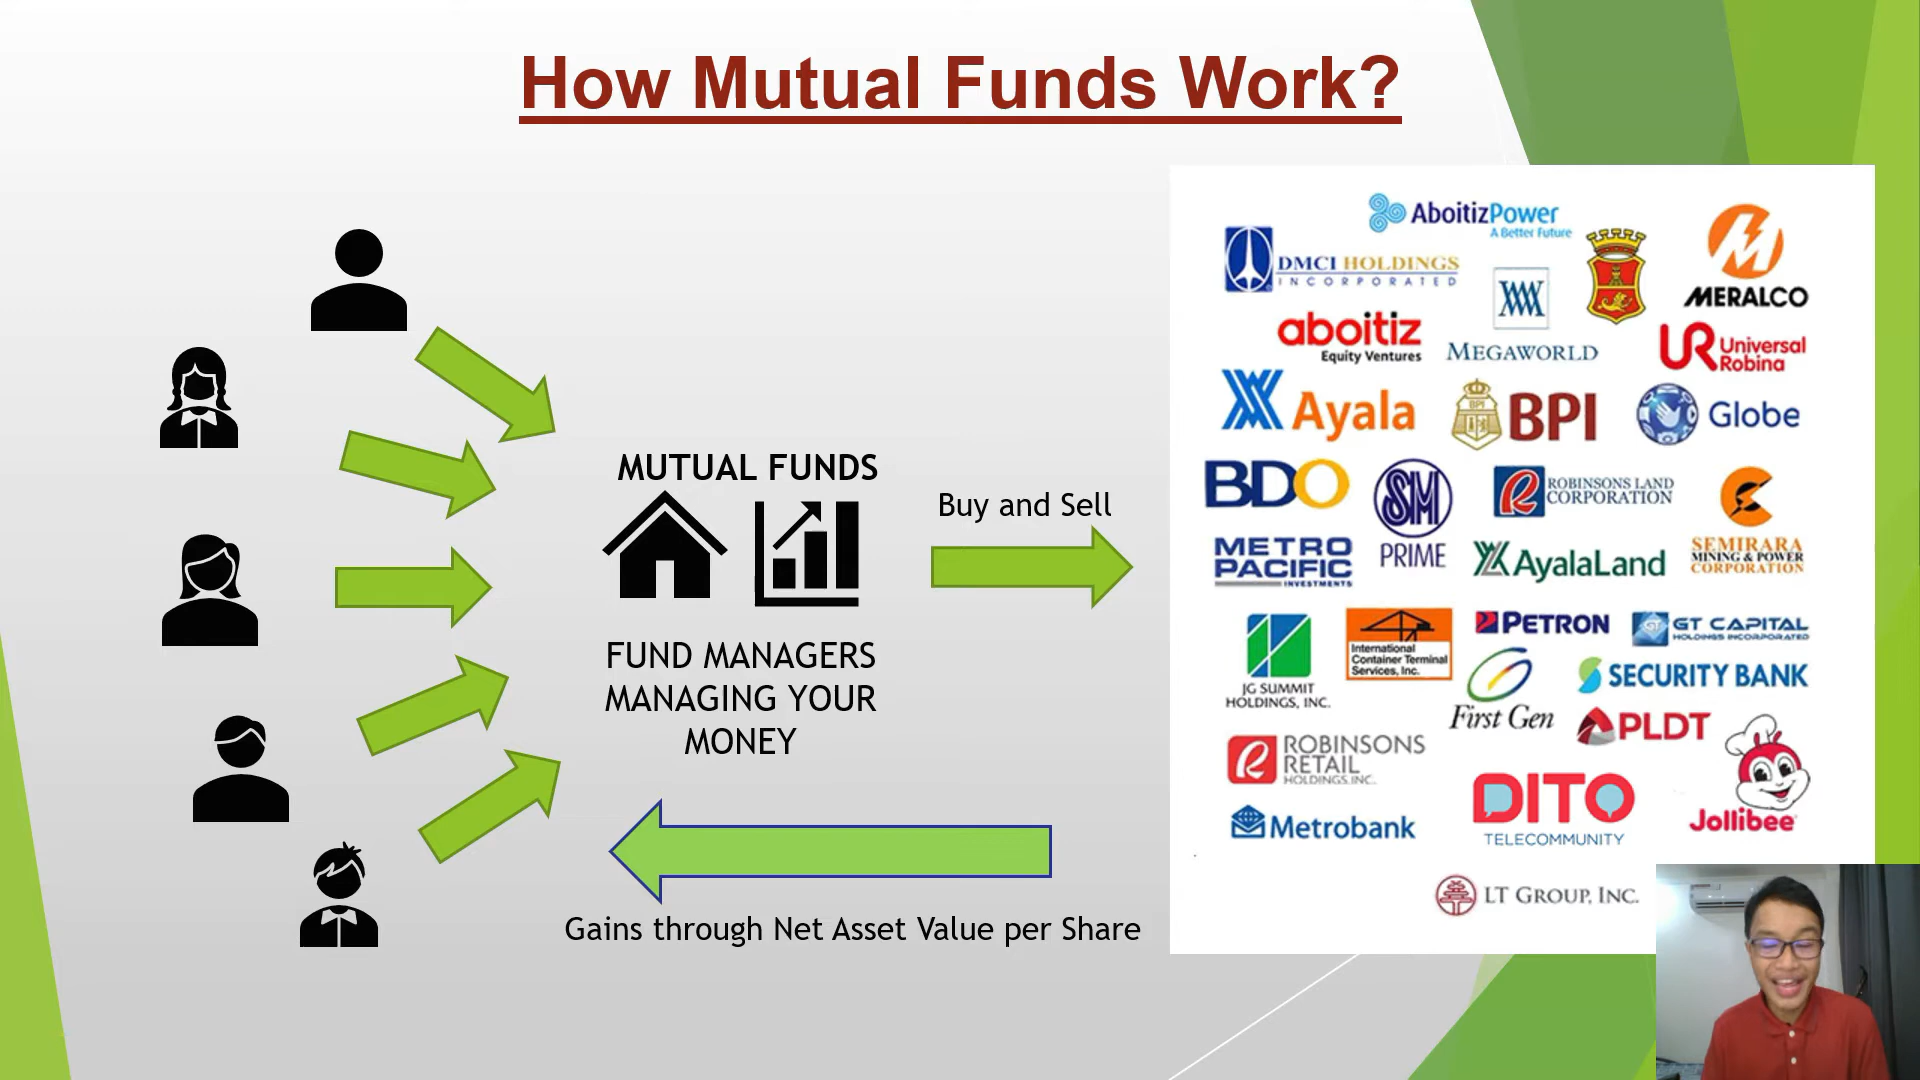 How Mutual Funds Work?
MUTUAL FUNDS
FUND MANAGERS
MANAGING YOUR
MONEY
Buy and Sell
Gains through Net Asset Value per Share
AboitizPower
A Better Future
DMCI HOLDINGS
INCORPORATED
MERALCO
aboitiz
Equity Ventures
MEGAWORLD
UR Universal
Robina
Ayala
BPI
BPI
Globe
BDO
SM
PRIME
R ROBINSONS LAND
CORPORATION
SEMIRARA
MINING & POWER
CORPORATION
METRO
PACIFIC
INVESTMENTS
AyalaLand
JG SUMMIT
HOLDINGS, INC.
International
Container Terminal
Services, Inc.
PETRON
GT CAPITAL
HOLDINGS INCORPORATED
First Gen
SECURITY BANK
PLDT
R ROBINSONS
RETAIL
HOLDINGS, INC.
Metrobank
DITO
TELECOMMUNITY
Jollibee
LT GROUP, INC.